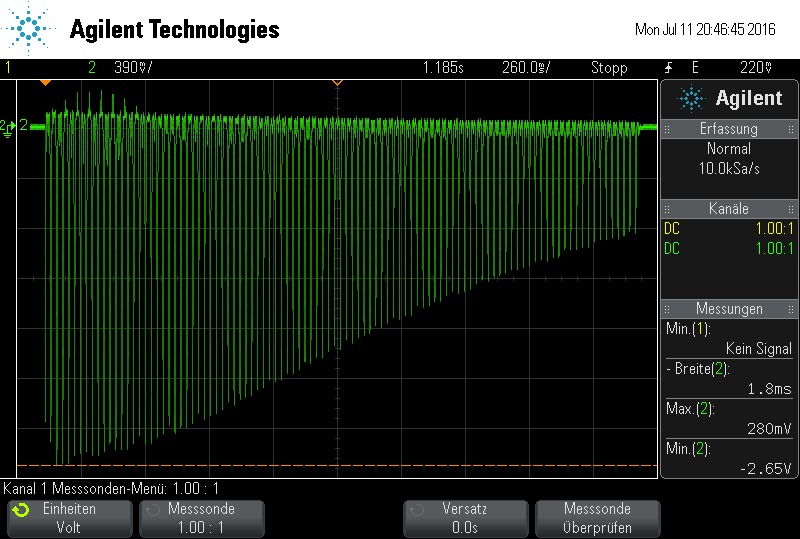 Agilent Technologies
Mon Jul 11 20:46:45 2016
1 2 390mV/ 1.185s 260.0ms/ Stopp E 220mV
2 2
Agilent
Erfassung
Normal
10.0kSa/s
Kanäle
DC 1.00:1
DC 1.00:1
Messungen
Min.(1):
Kein Signal
- Breite(2):
1.8ms
Max.(2):
280mV
Min.(2):
-2.65V
Kanal 1 Messsonden-Menü: 1.00 : 1
Einheiten
Volt
Messsonde
1.00 : 1
Versatz
0.0s
Messsonde
Überprüfen